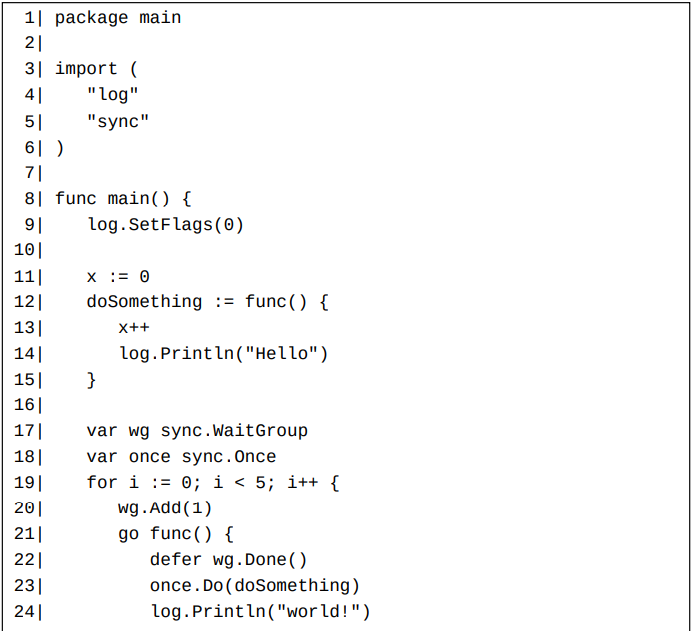 1| package main
 2|
 3| import (
 4|    "log"
 5|    "sync"
 6| )
 7|
 8| func main() {
 9|    log.SetFlags(0)
10|
11|    x := 0
12|    doSomething := func() {
13|       x++
14|       log.Println("Hello")
15|    }
16|
17|    var wg sync.WaitGroup
18|    var once sync.Once
19|    for i := 0; i < 5; i++ {
20|       wg.Add(1)
21|       go func() {
22|          defer wg.Done()
23|          once.Do(doSomething)
24|          log.Println("world!")